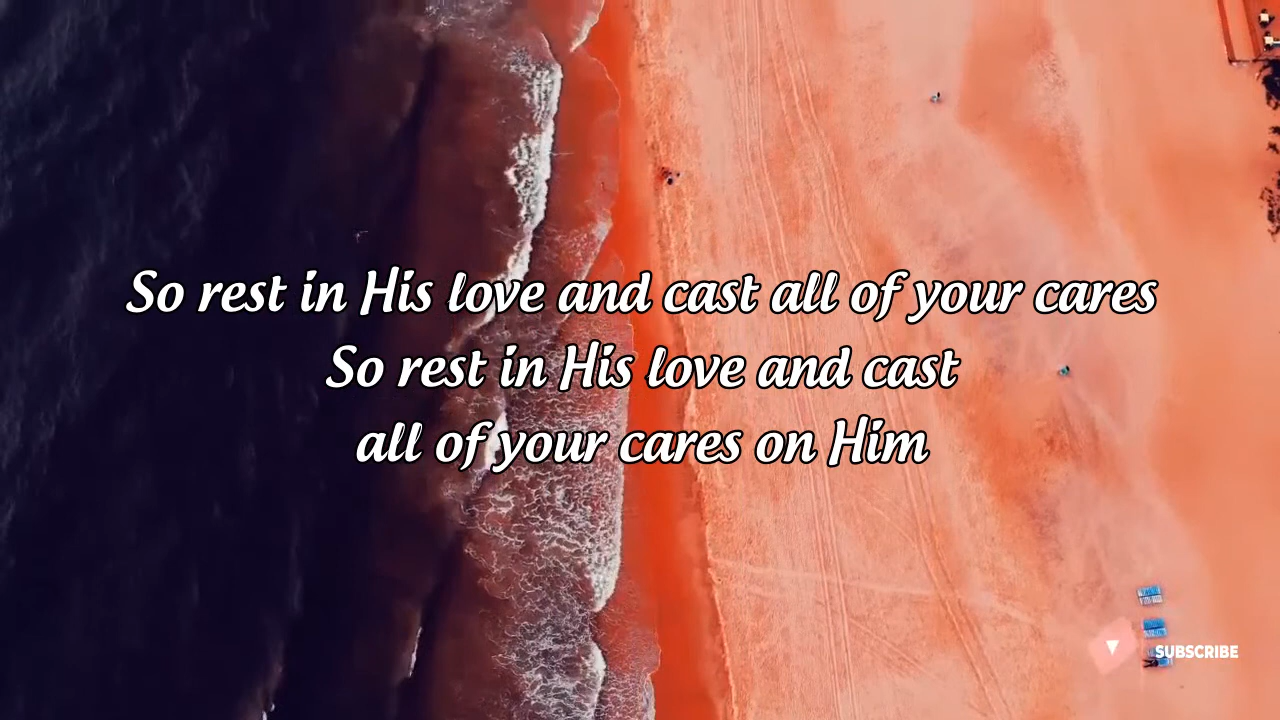 So rest in His love and cast all of your cares
So rest in His love and cast
all of your cares on Him
SUBSCRIBE